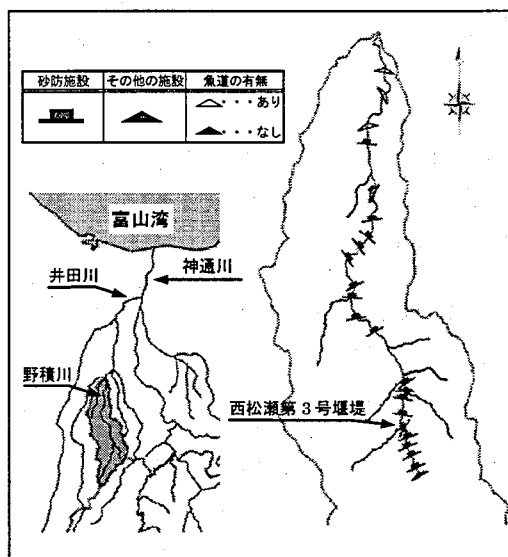 砂防施設 その他の施設 魚道の有無
・・・あり
・・・なし
富山湾
井田川
神通川
野積川
西松瀬第3号堰堤